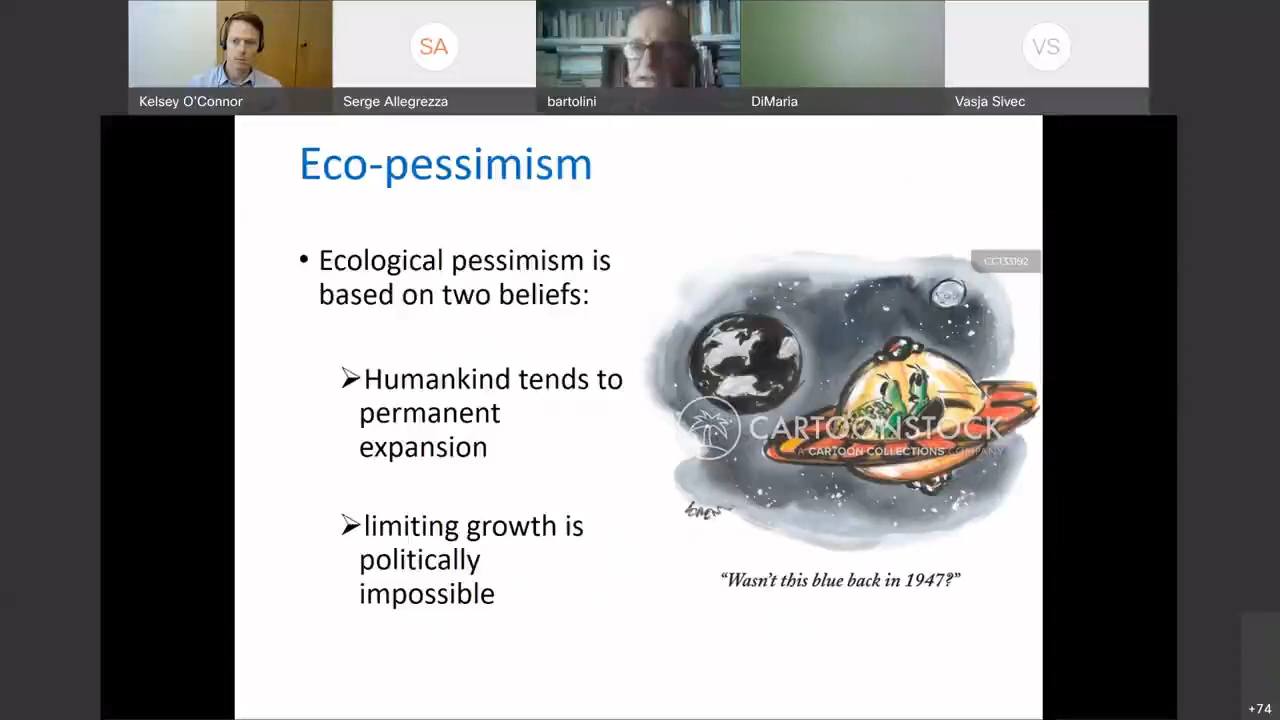 SA
VS
Kelsey O'Connor
Serge Allegrezza
bartolini
DiMaria
Vasja Sivec
Eco-pessimism
• Ecological pessimism is
based on two beliefs:
➢Humankind tends to
permanent
expansion
➢limiting growth is
politically
impossible
CC133192
CARTOONSTOCK
A CARTOON COLLECTIONS COMPANY
“Wasn’t this blue back in 1947?”
+74